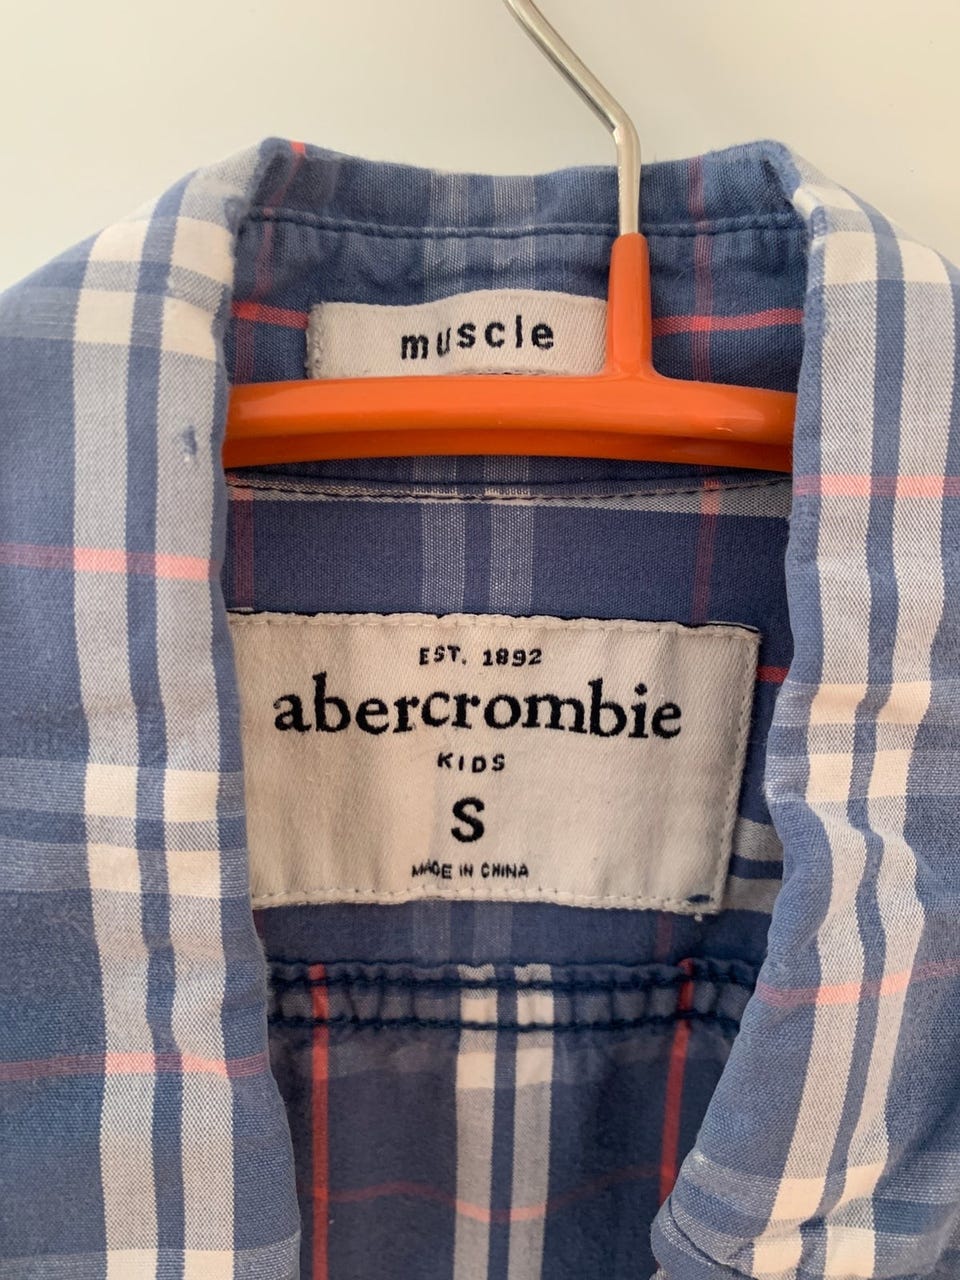 muscle
EST. 1892
abercrombie
KIDS
S
MADE IN CHINA